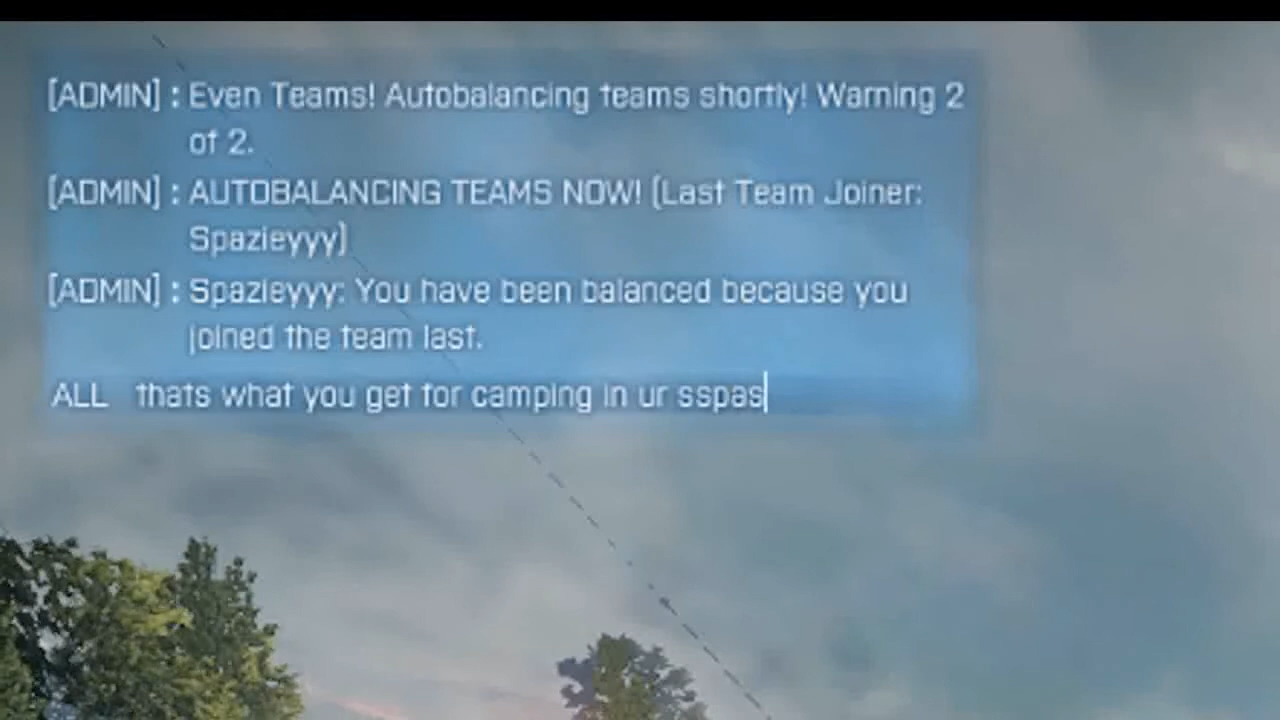 [ADMIN] : Even Teams! Autobalancing teams shortly! Warning 2
of 2.
[ADMIN] : AUTOBALANCING TEAMS NOW! (Last Team Joiner:
Spazieyyy)
[ADMIN] : Spazieyyy: You have been balanced because you
joined the team last.
ALL thats what you get for camping in ur sspas